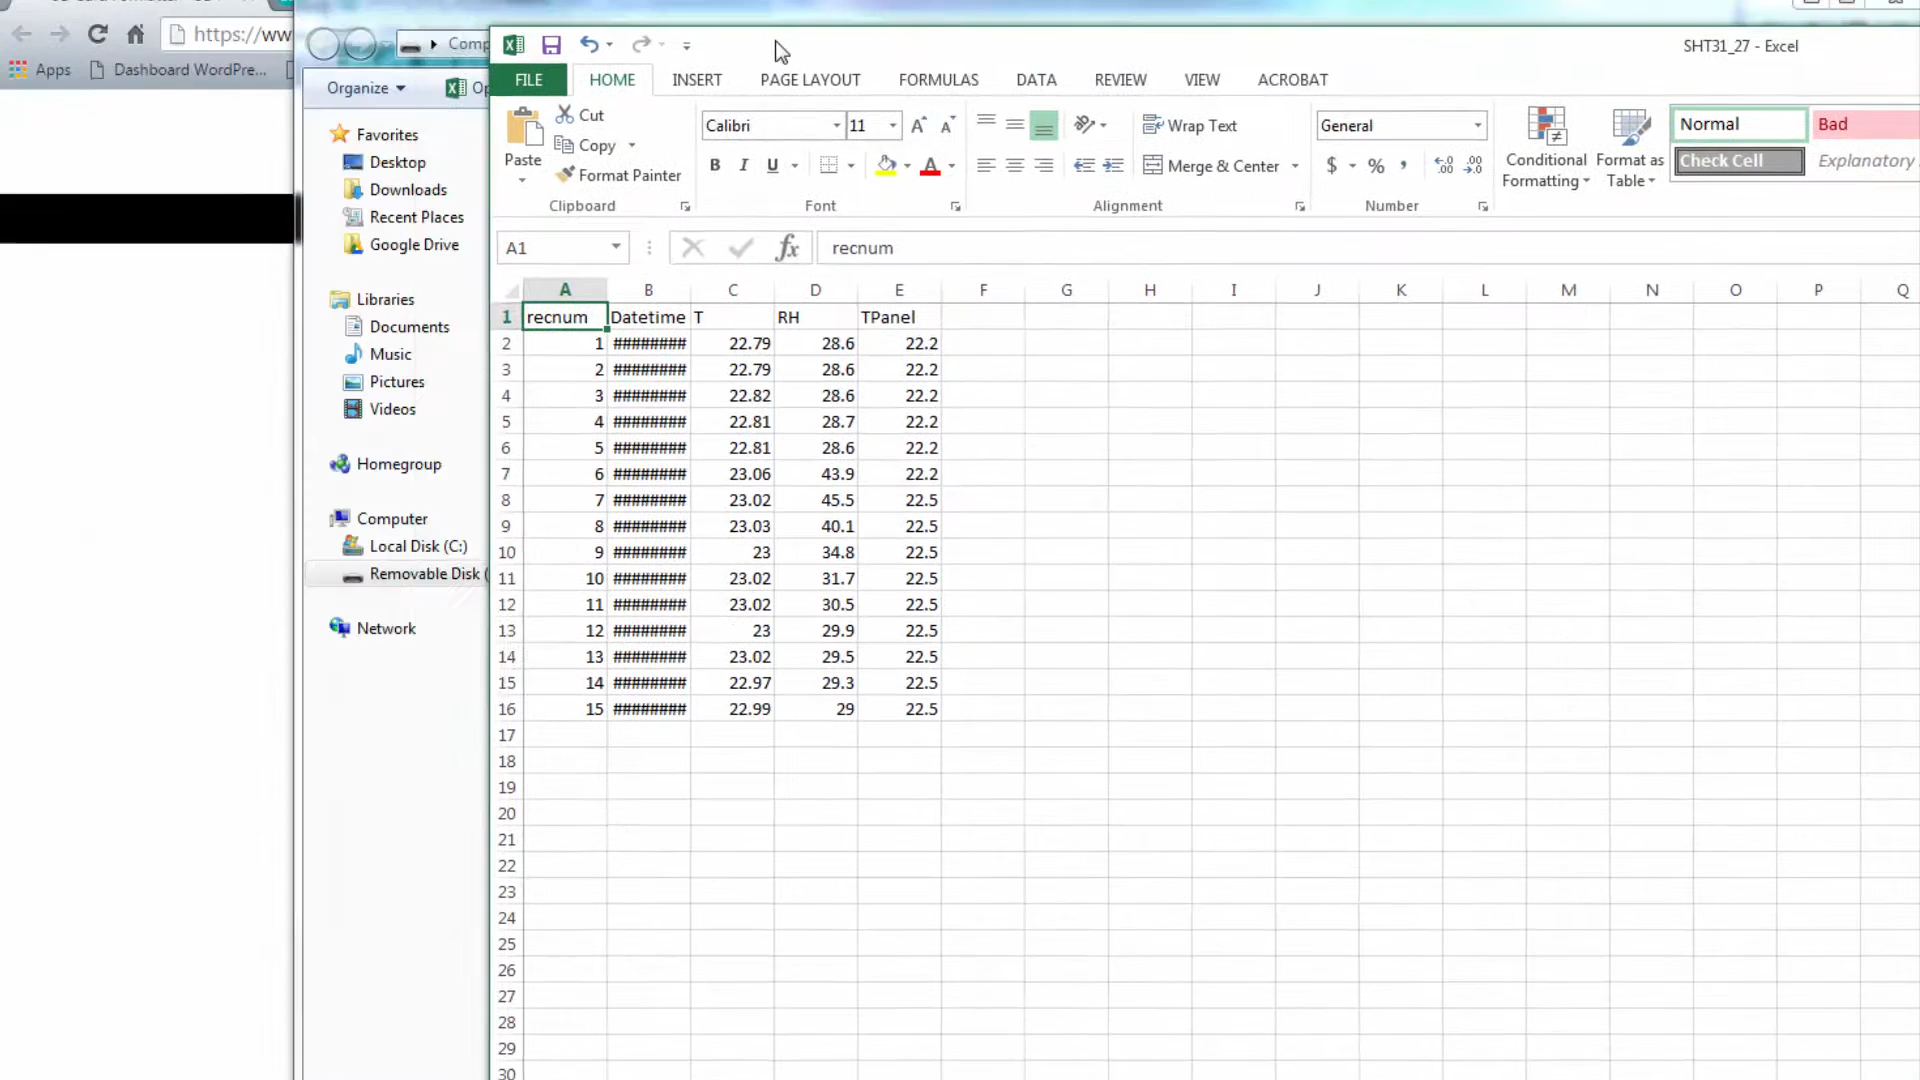 https://ww
Apps
Dashboard WordPre...
Comp
Organize
Op
Favorites
Desktop
Downloads
Recent Places
Google Drive
Libraries
Documents
Music
Pictures
Videos
Homegroup
Computer
Local Disk (C:)
Removable Disk (
Network
SHT31_27 - Excel
FILE HOME INSERT PAGE LAYOUT FORMULAS DATA REVIEW VIEW ACROBAT
Paste
Cut
Copy
Format Painter
Clipboard
Calibri 11
B I U
Font
Wrap Text
Merge & Center
Alignment
General
$ % ,
Number
Conditional Formatting
Format as Table
Normal Bad
Check Cell Explanatory
A1 fx recnum
A B C D E F G H I J K L M N O P Q
1 recnum Datetime T RH TPanel
2 1 ######## 22.79 28.6 22.2
3 2 ######## 22.79 28.6 22.2
4 3 ######## 22.82 28.6 22.2
5 4 ######## 22.81 28.7 22.2
6 5 ######## 22.81 28.6 22.2
7 6 ######## 23.06 43.9 22.2
8 7 ######## 23.02 45.5 22.5
9 8 ######## 23.03 40.1 22.5
10 9 ######## 23 34.8 22.5
11 10 ######## 23.02 31.7 22.5
12 11 ######## 23.02 30.5 22.5
13 12 ######## 23 29.9 22.5
14 13 ######## 23.02 29.5 22.5
15 14 ######## 22.97 29.3 22.5
16 15 ######## 22.99 29 22.5
17
18
19
20
21
22
23
24
25
26
27
28
29
30